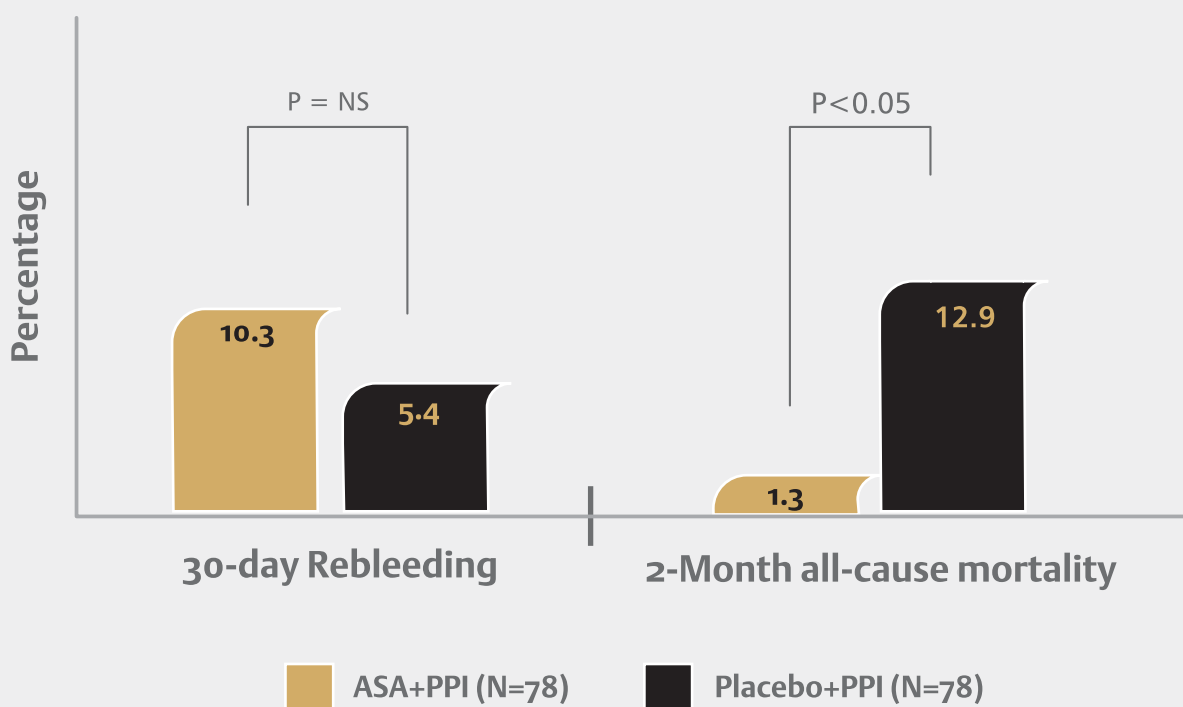 P = NS
P<0.05
Percentage
10.3
5.4
1.3
12.9
30-day Rebleeding
2-Month all-cause mortality
ASA+PPI (N=78)
Placebo+PPI (N=78)